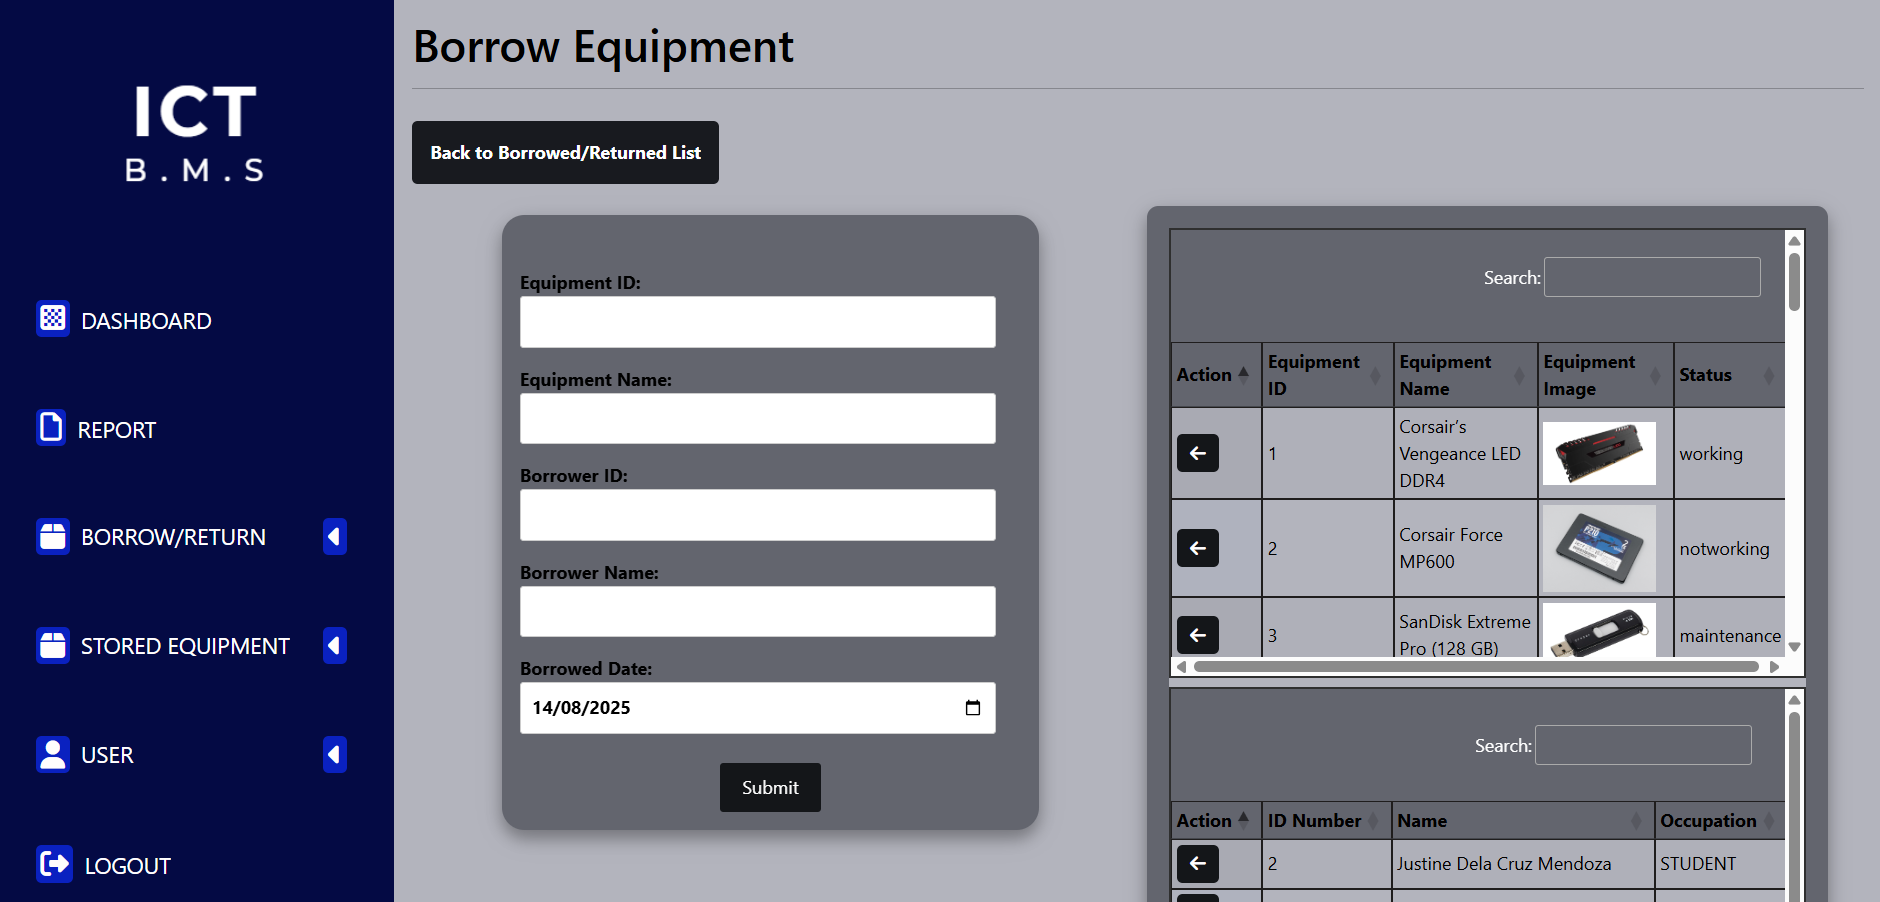 ICT
B.M.S
DASHBOARD
REPORT
BORROW/RETURN
STORED EQUIPMENT
USER
LOGOUT
Borrow Equipment
Back to Borrowed/Returned List
Equipment ID:
Equipment Name:
Borrower ID:
Borrower Name:
Borrowed Date:
14/08/2025
Submit
Search:
Action Equipment ID Equipment Name Equipment Image Status
1 Corsair’s Vengeance LED DDR4 working
2 Corsair Force MP600 notworking
3 SanDisk Extreme Pro (128 GB) maintenance
Search:
Action ID Number Name Occupation
2 Justine Dela Cruz Mendoza STUDENT